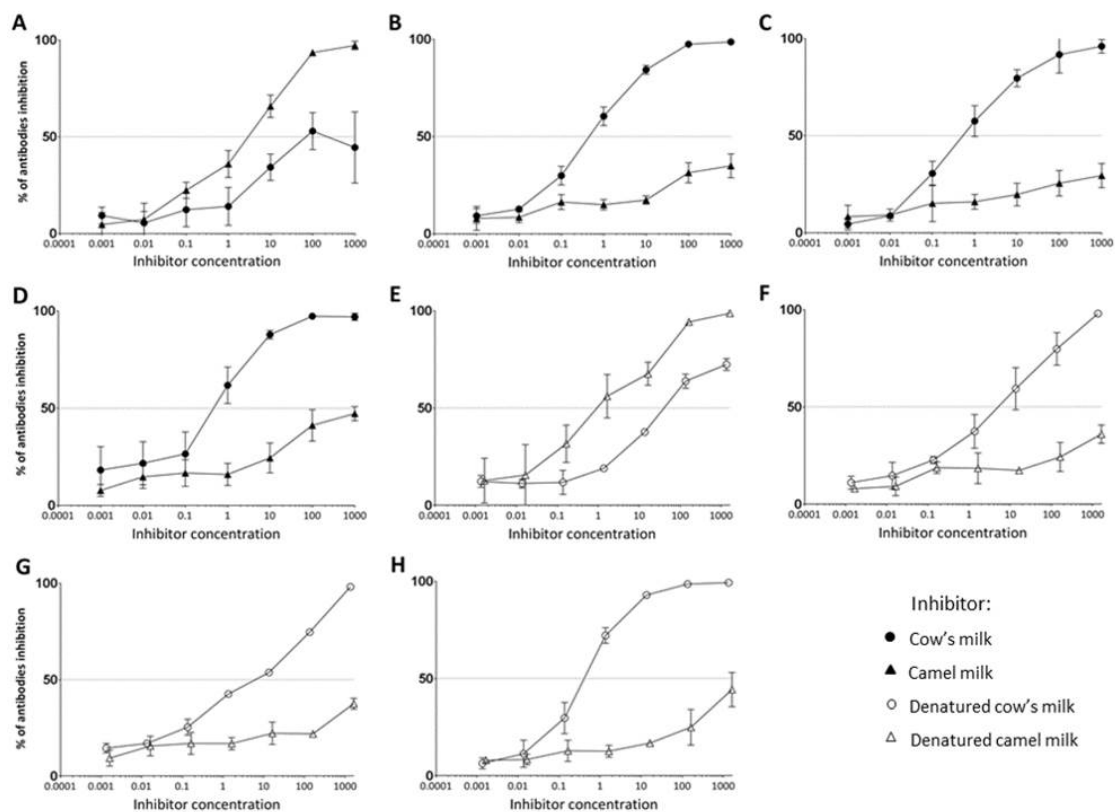 A
B
C
% of antibodies inhibition
100
50
0
0.0001 0.001 0.01 0.1 1 10 100 1000
Inhibitor concentration
100
50
0
0.0001 0.001 0.01 0.1 1 10 100 1000
Inhibitor concentration
100
50
0
0.0001 0.001 0.01 0.1 1 10 100 1000
Inhibitor concentration
D
E
F
% of antibodies inhibition
100
50
0
0.0001 0.001 0.01 0.1 1 10 100 1000
Inhibitor concentration
100
50
0
0.0001 0.001 0.01 0.1 1 10 100 1000
Inhibitor concentration
100
50
0
0.0001 0.001 0.01 0.1 1 10 100 1000
Inhibitor concentration
G
H
% of antibodies inhibition
100
50
0
0.0001 0.001 0.01 0.1 1 10 100 1000
Inhibitor concentration
100
50
0
0.0001 0.001 0.01 0.1 1 10 100 1000
Inhibitor concentration
Inhibitor:
Cow's milk
Camel milk
Denatured cow's milk
Denatured camel milk